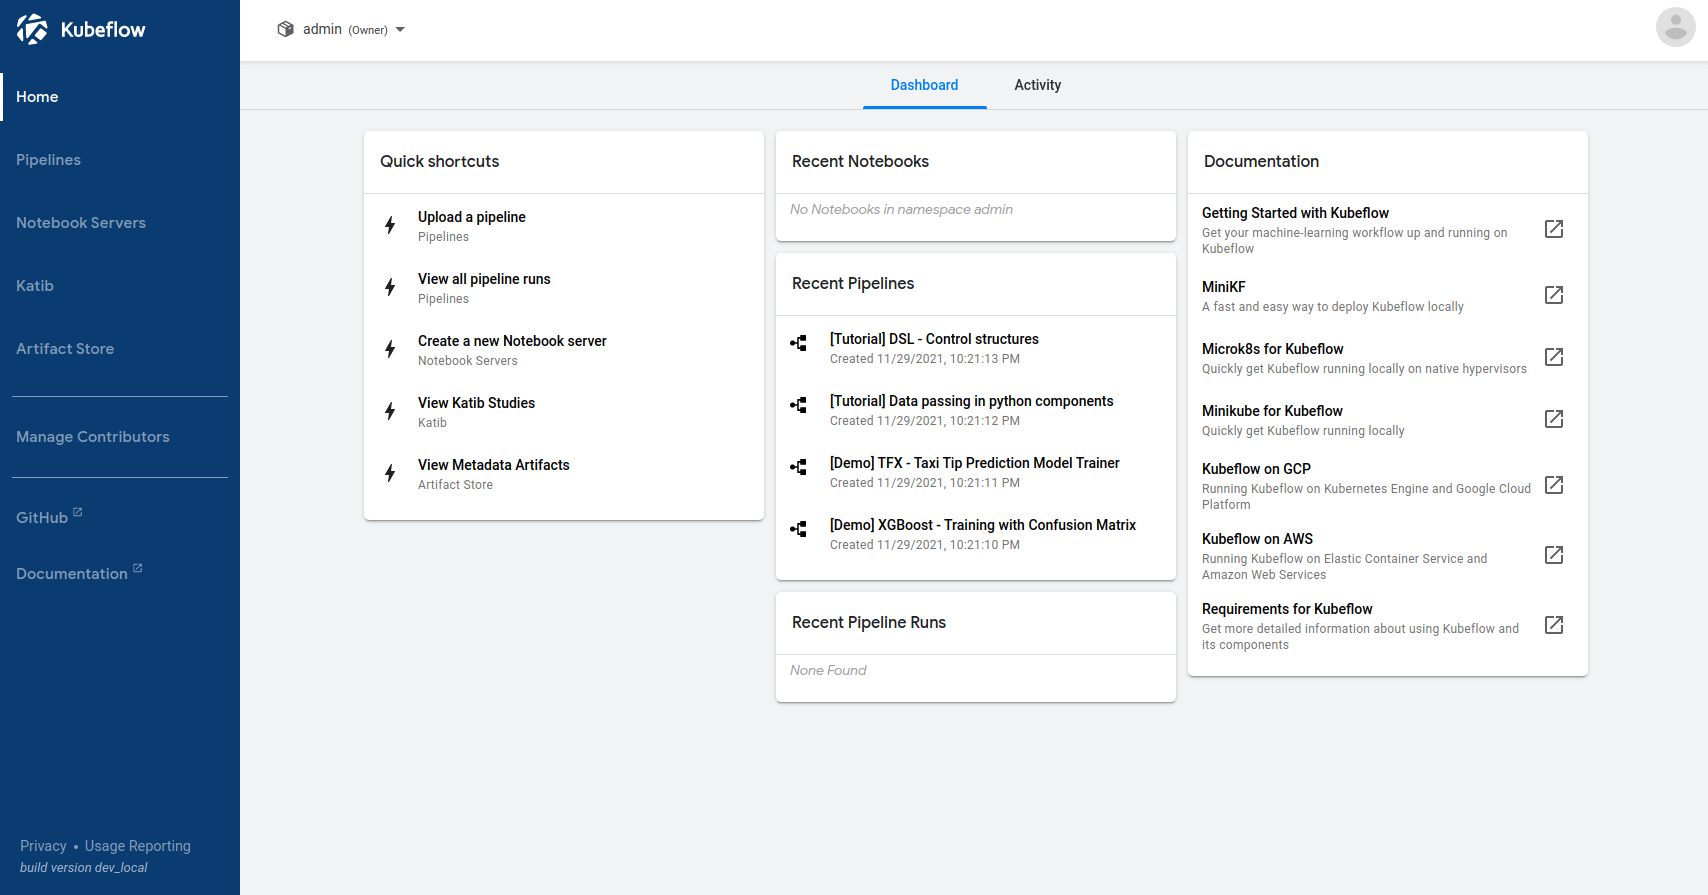 Kubeflow
Home
Pipelines
Notebook Servers
Katib
Artifact Store
Manage Contributors
GitHub
Documentation
Privacy • Usage Reporting
build version dev_local
admin (Owner)
Dashboard
Activity
Quick shortcuts
Upload a pipeline
Pipelines
View all pipeline runs
Pipelines
Create a new Notebook server
Notebook Servers
View Katib Studies
Katib
View Metadata Artifacts
Artifact Store
Recent Notebooks
No Notebooks in namespace admin
Recent Pipelines
[Tutorial] DSL - Control structures
Created 11/29/2021, 10:21:13 PM
[Tutorial] Data passing in python components
Created 11/29/2021, 10:21:12 PM
[Demo] TFX - Taxi Tip Prediction Model Trainer
Created 11/29/2021, 10:21:11 PM
[Demo] XGBoost - Training with Confusion Matrix
Created 11/29/2021, 10:21:10 PM
Recent Pipeline Runs
None Found
Documentation
Getting Started with Kubeflow
Get your machine-learning workflow up and running on
Kubeflow
MiniKF
A fast and easy way to deploy Kubeflow locally
Microk8s for Kubeflow
Quickly get Kubeflow running locally on native hypervisors
Minikube for Kubeflow
Quickly get Kubeflow running locally
Kubeflow on GCP
Running Kubeflow on Kubernetes Engine and Google Cloud
Platform
Kubeflow on AWS
Running Kubeflow on Elastic Container Service and
Amazon Web Services
Requirements for Kubeflow
Get more detailed information about using Kubeflow and
its components